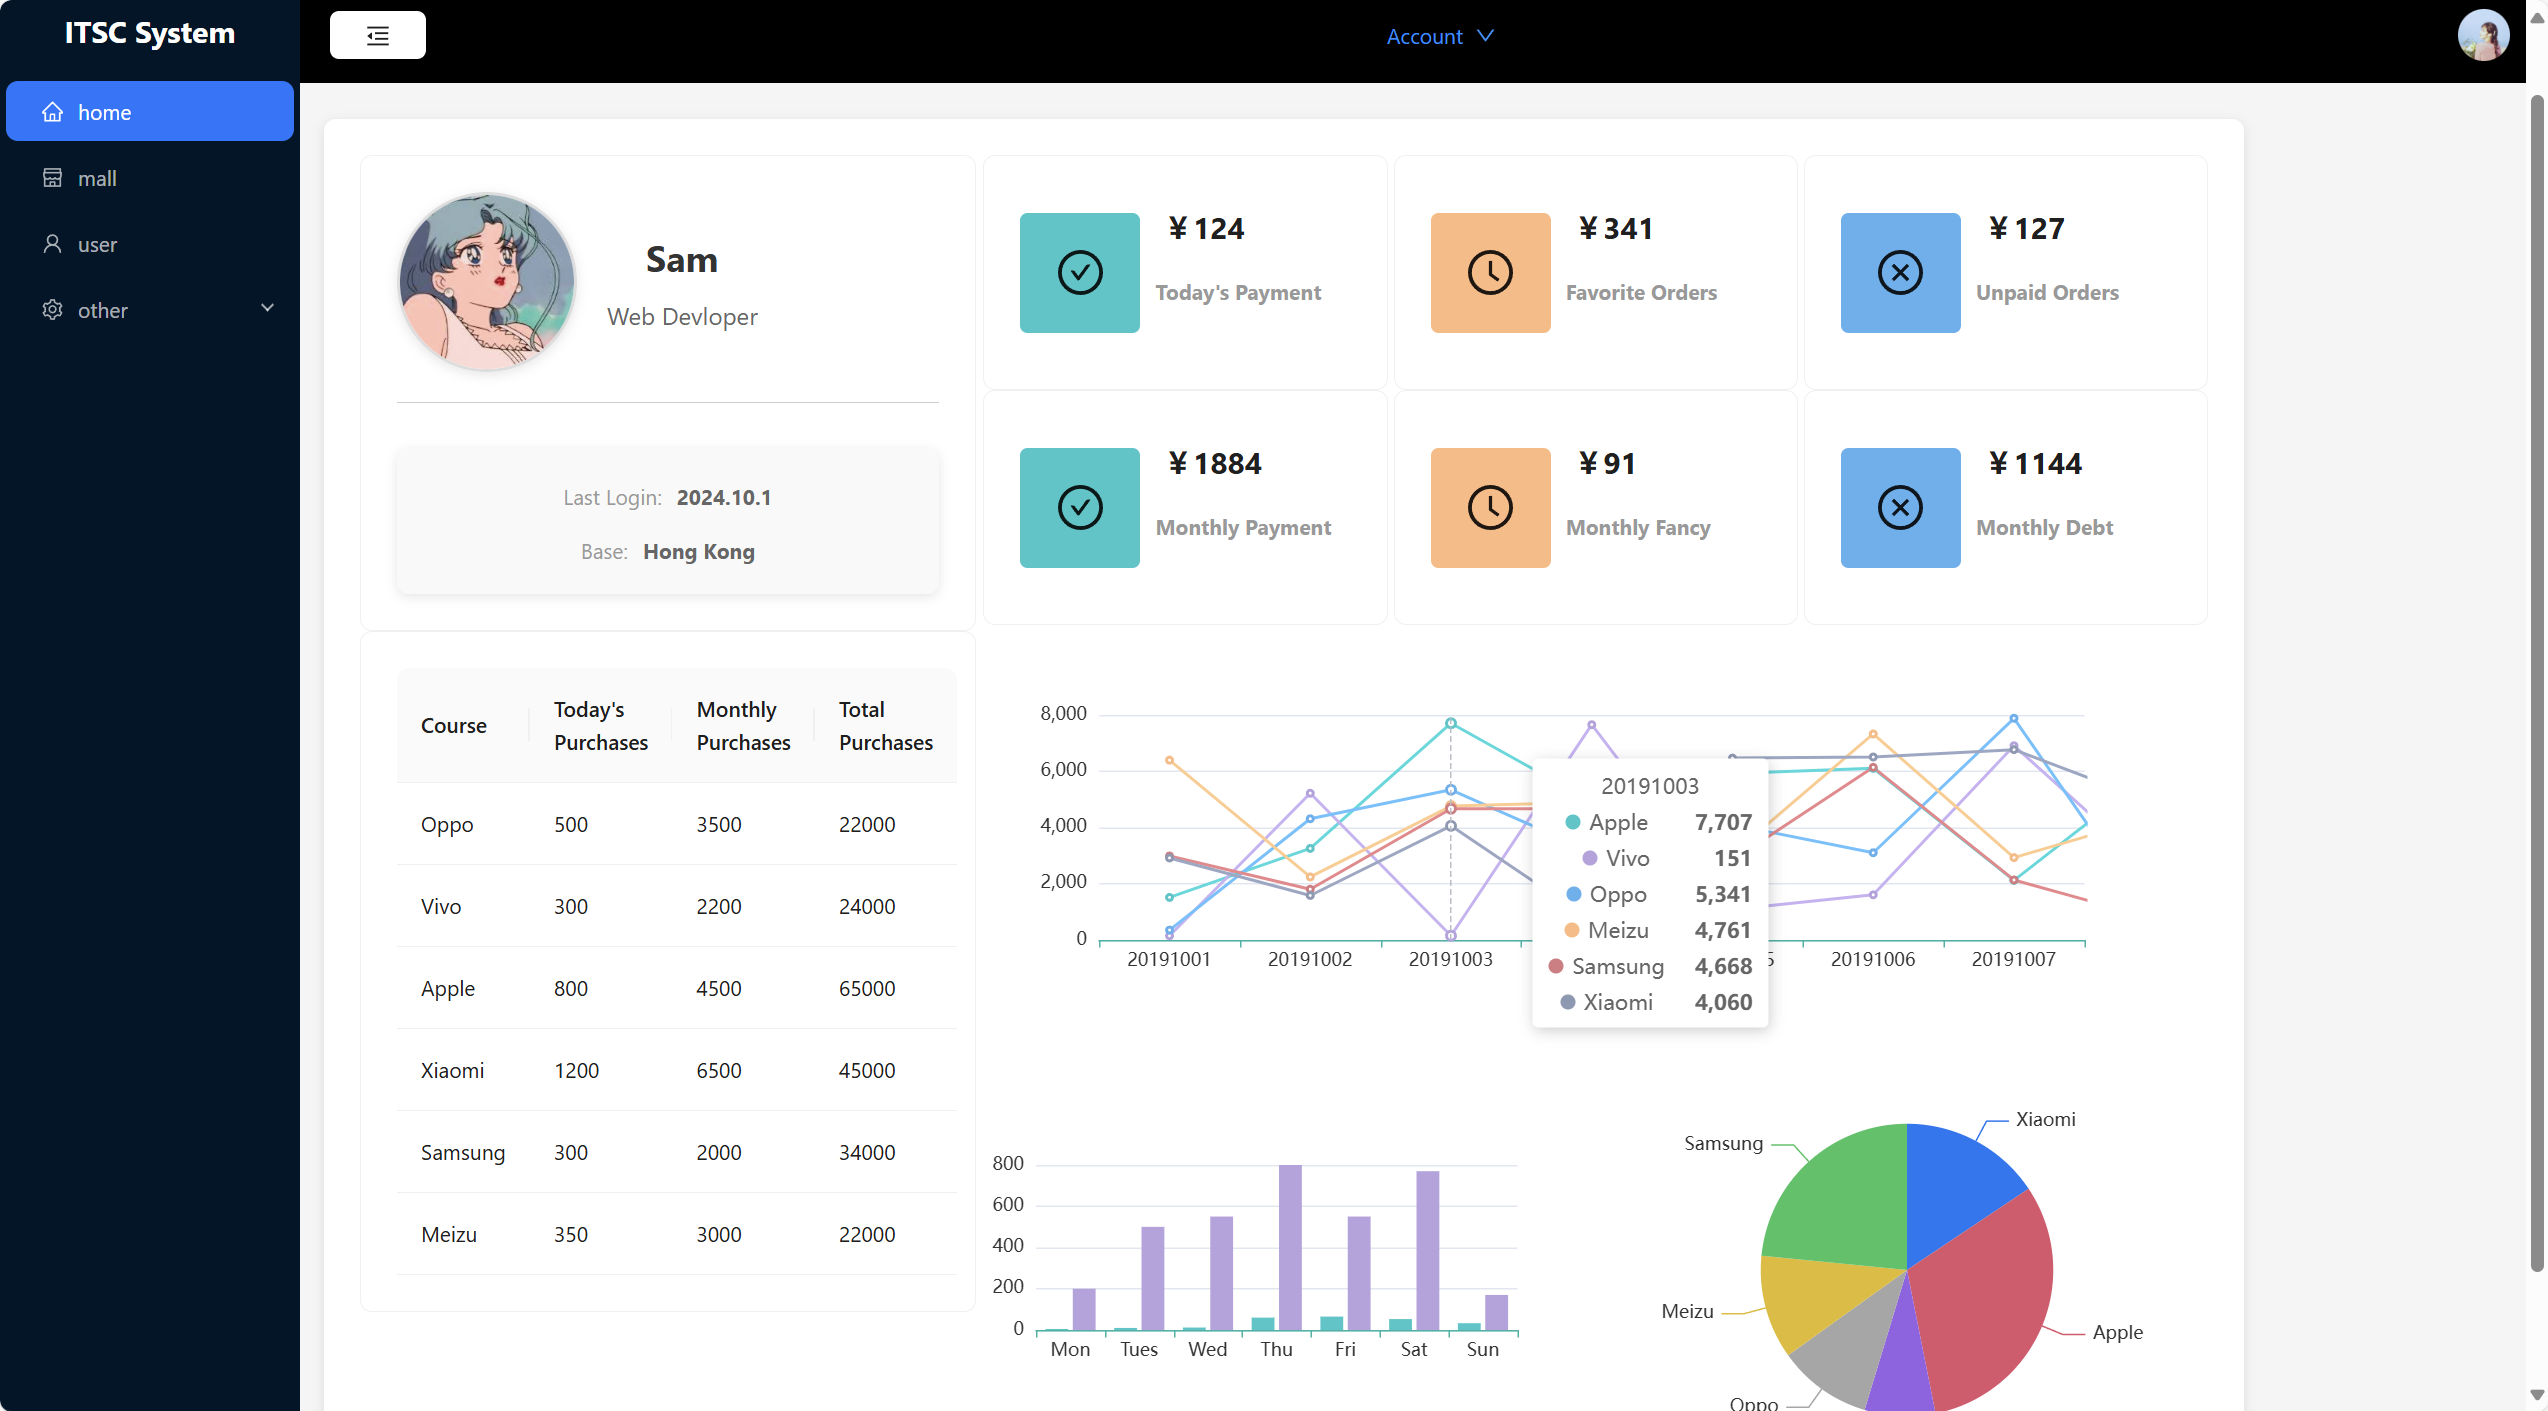 ITSC System
home
mall
user
other
Account
Sam
Web Devloper
Last Login: 2024.10.1
Base: Hong Kong
¥ 124
Today's Payment
¥ 341
Favorite Orders
¥ 127
Unpaid Orders
¥ 1884
Monthly Payment
¥ 91
Monthly Fancy
¥ 1144
Monthly Debt
Course Today's Purchases Monthly Purchases Total Purchases
Oppo 500 3500 22000
Vivo 300 2200 24000
Apple 800 4500 65000
Xiaomi 1200 6500 45000
Samsung 300 2000 34000
Meizu 350 3000 22000
8,000
6,000
4,000
2,000
0
20191001 20191002 20191003 5 20191006 20191007
20191003
Apple 7,707
Vivo 151
Oppo 5,341
Meizu 4,761
Samsung 4,668
Xiaomi 4,060
800
600
400
200
0
Mon Tues Wed Thu Fri Sat Sun
Xiaomi
Samsung
Meizu
Apple
Oppo